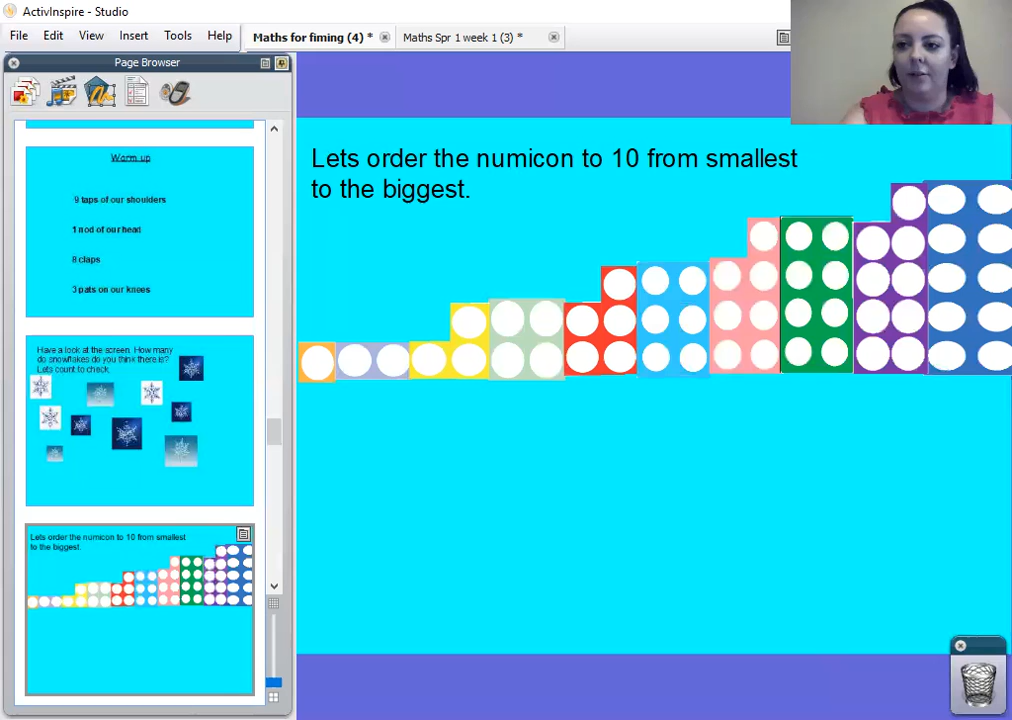 ActivInspire - Studio
File Edit View Insert Tools Help
Maths for fiming (4) * Maths Spr 1 week 1 (3) *
Page Browser
Warm up
9 taps of our shoulders
1 nod of our head
8 claps
3 pats on our knees
Have a look at the screen. How many
do snowflakes do you think there is?
Lets count to check.
Lets order the numicon to 10 from smallest
to the biggest.
Lets order the numicon to 10 from smallest
to the biggest.